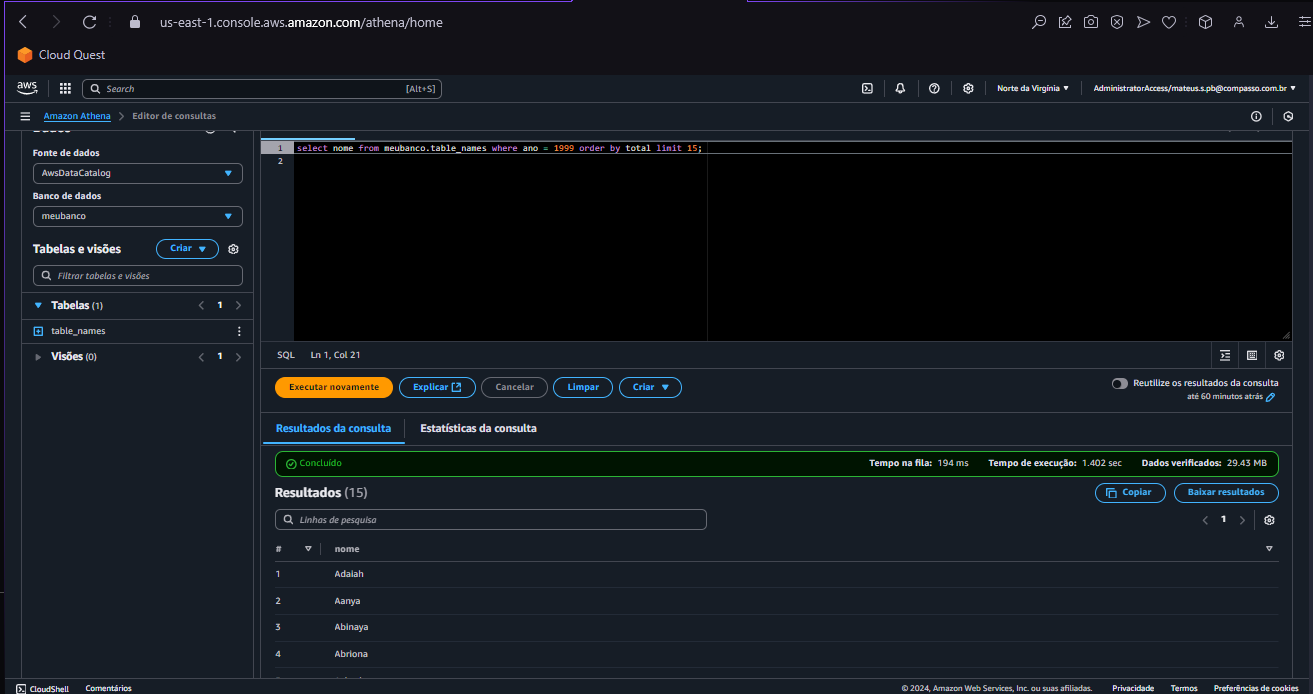 us-east-1.console.aws.amazon.com/athena/home
Cloud Quest
aws
Search
[Alt+S]
Norte da Virgínia
AdministratorAccess/mateus.s.pb@compasso.com.br
Amazon Athena
Editor de consultas
Fonte de dados
AwsDataCatalog
Banco de dados
meubanco
Tabelas e visões
Criar
Filtrar tabelas e visões
Tabelas (1)
1
table_names
Visões (0)
1
1 select nome from meubanco.table_names where ano = 1999 order by total limit 15;
2
SQL Ln 1, Col 21
Executar novamente
Explicar
Cancelar
Limpar
Criar
Reutilize os resultados da consulta
até 60 minutos atrás
Resultados da consulta
Estatísticas da consulta
Concluído
Tempo na fila: 194 ms
Tempo de execução: 1.402 sec
Dados verificados: 29.43 MB
Resultados (15)
Copiar
Baixar resultados
Linhas de pesquisa
1
# nome
1 Adaiah
2 Aanya
3 Abinaya
4 Abriona
CloudShell
Comentários
© 2024, Amazon Web Services, Inc. ou suas afiliadas.
Privacidade
Termos
Preferências de cookies